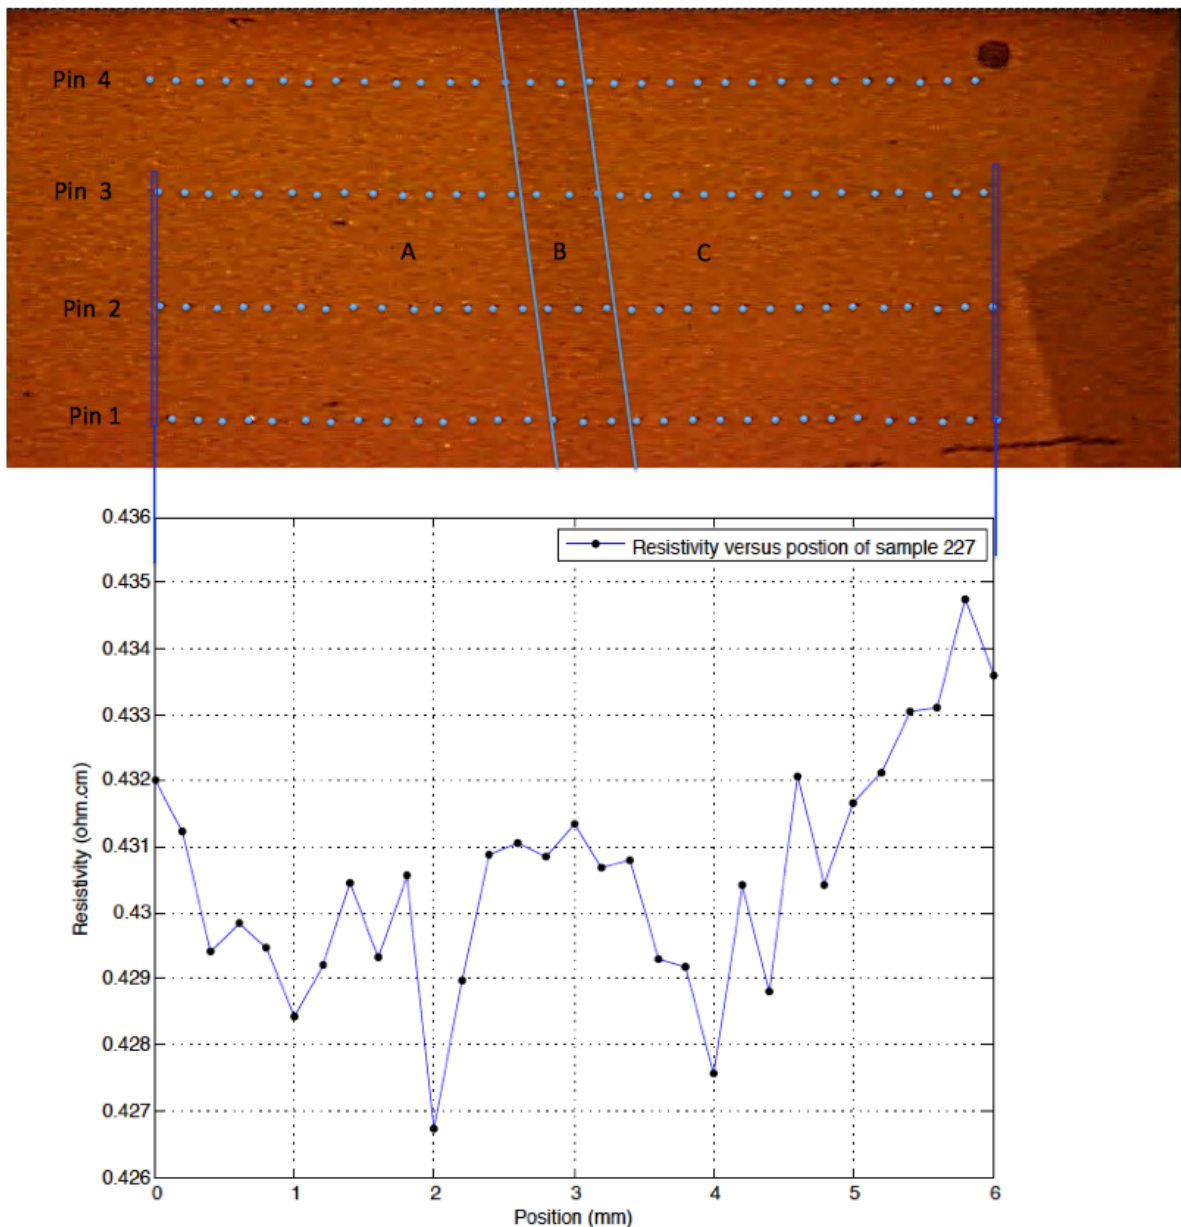 Pin 4
Pin 3
A B C
Pin 2
Pin 1
0.436
Resistivity versus postion of sample 227
0.435
0.434
0.433
0.432
0.431
0.43
0.429
0.428
0.427
0.426
Resistivity (ohm.cm)
0 1 2 3 4 5 6
Position (mm)